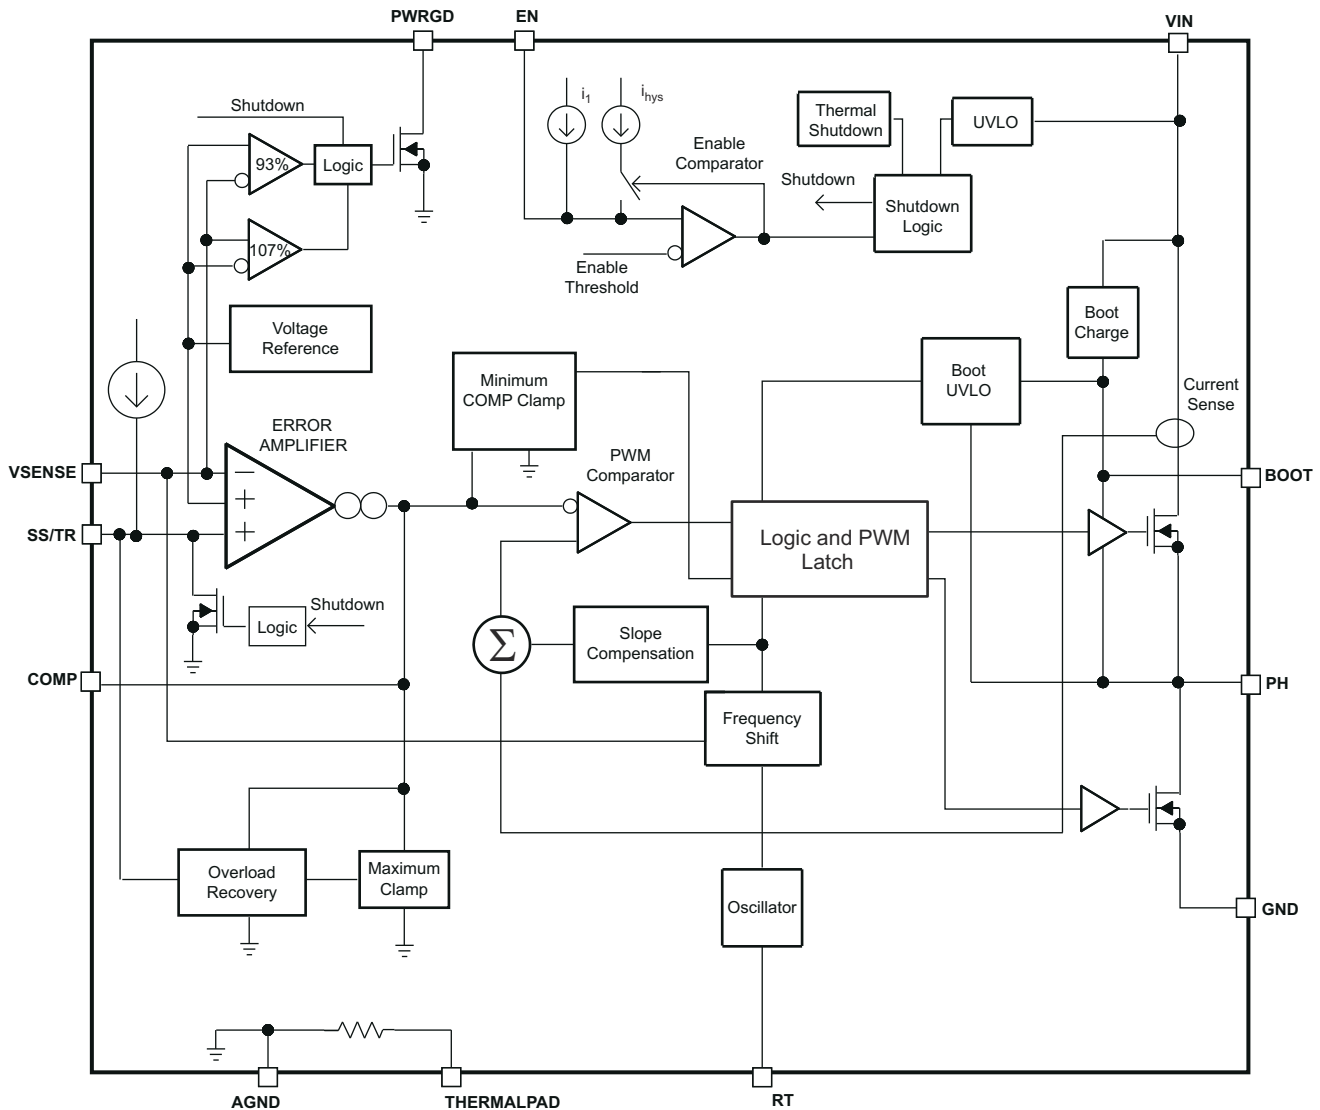 PWRGD
EN
VIN
Shutdown
i1
ihys
Thermal
Shutdown
UVLO
93%
Logic
Enable
Comparator
Shutdown
Shutdown
Logic
107%
Enable
Threshold
Voltage
Reference
Boot
Charge
Minimum
COMP Clamp
Boot
UVLO
Current
Sense
ERROR
AMPLIFIER
PWM
Comparator
VSENSE
−
+
+
BOOT
SS/TR
Logic and PWM
Latch
Shutdown
Logic
Σ
Slope
Compensation
COMP
PH
Frequency
Shift
Overload
Recovery
Maximum
Clamp
Oscillator
GND
AGND
THERMALPAD
RT